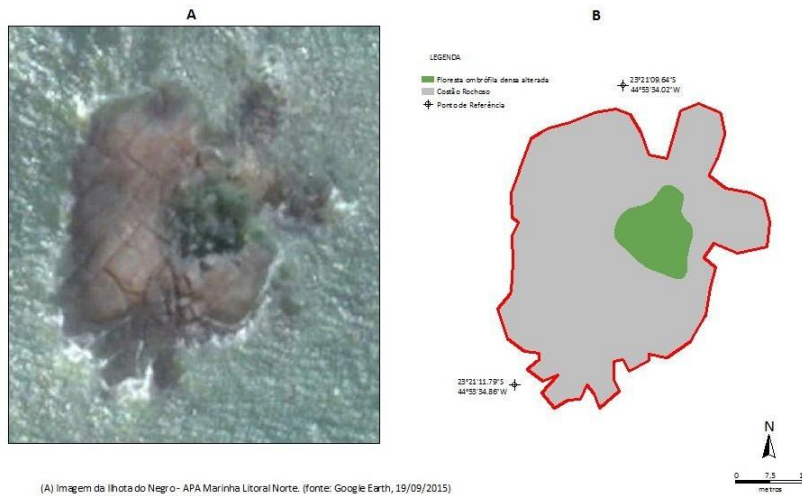 A
B
LEGENDA
Floresta ombrófila densa alterada
Costão Rochoso
Ponto de Referência
23°21'09.64"S
44°53'34.02"W
23°21'11.79"S
44°53'34.86"W
N
0 7,5 1
metros
(A) Imagem da Ilhota do Negro - APA Marinha Litoral Norte. (fonte: Google Earth, 19/09/2015)